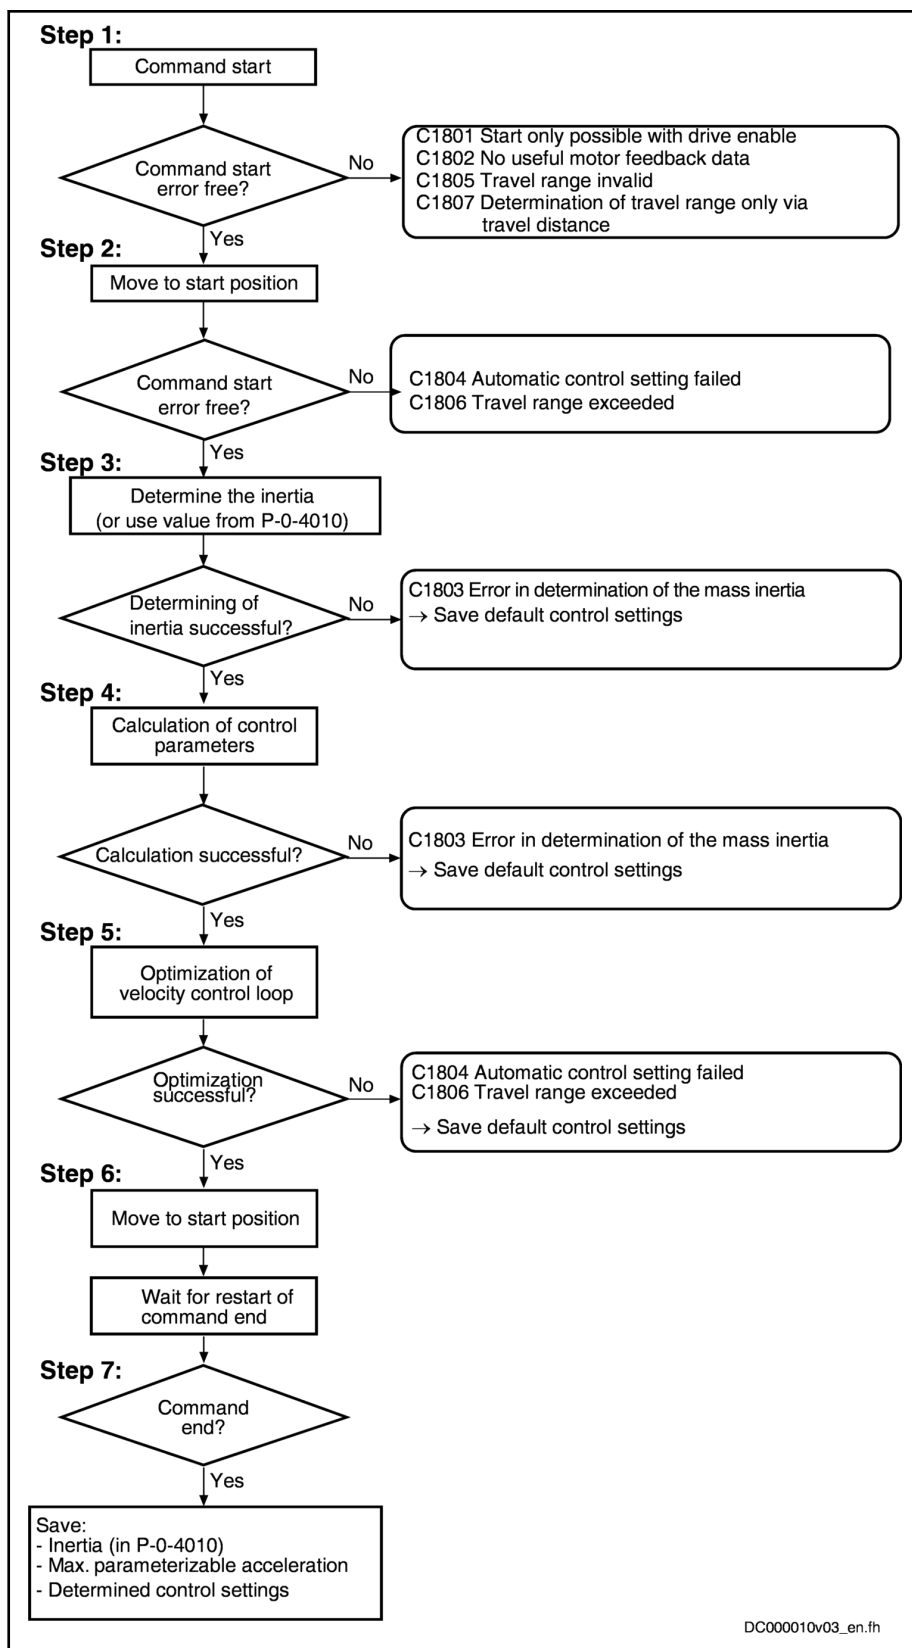 Step 1:
Command start
Command start
error free?
No
C1801 Start only possible with drive enable
C1802 No useful motor feedback data
C1805 Travel range invalid
C1807 Determination of travel range only via
travel distance
Yes
Step 2:
Move to start position
Command start
error free?
No
C1804 Automatic control setting failed
C1806 Travel range exceeded
Yes
Step 3:
Determine the inertia
(or use value from P-0-4010)
Determining of
inertia successful?
No
C1803 Error in determination of the mass inertia
→ Save default control settings
Yes
Step 4:
Calculation of control
parameters
Calculation successful?
No
C1803 Error in determination of the mass inertia
→ Save default control settings
Yes
Step 5:
Optimization of
velocity control loop
Optimization
successful?
No
C1804 Automatic control setting failed
C1806 Travel range exceeded
→ Save default control settings
Yes
Step 6:
Move to start position
Wait for restart of
command end
Step 7:
Command
end?
Yes
Save:
- Inertia (in P-0-4010)
- Max. parameterizable acceleration
- Determined control settings
DC000010v03_en.fh